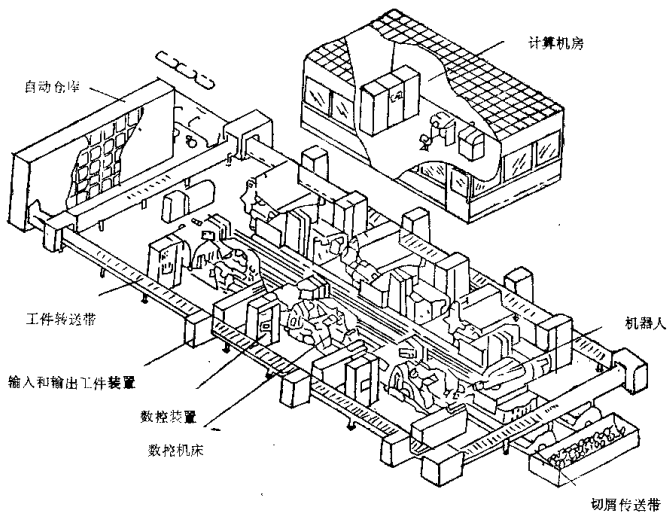 计算机房
自动仓库
工件转送带
机器人
输入和输出工件装置
数控装置
数控机床
切屑传送带